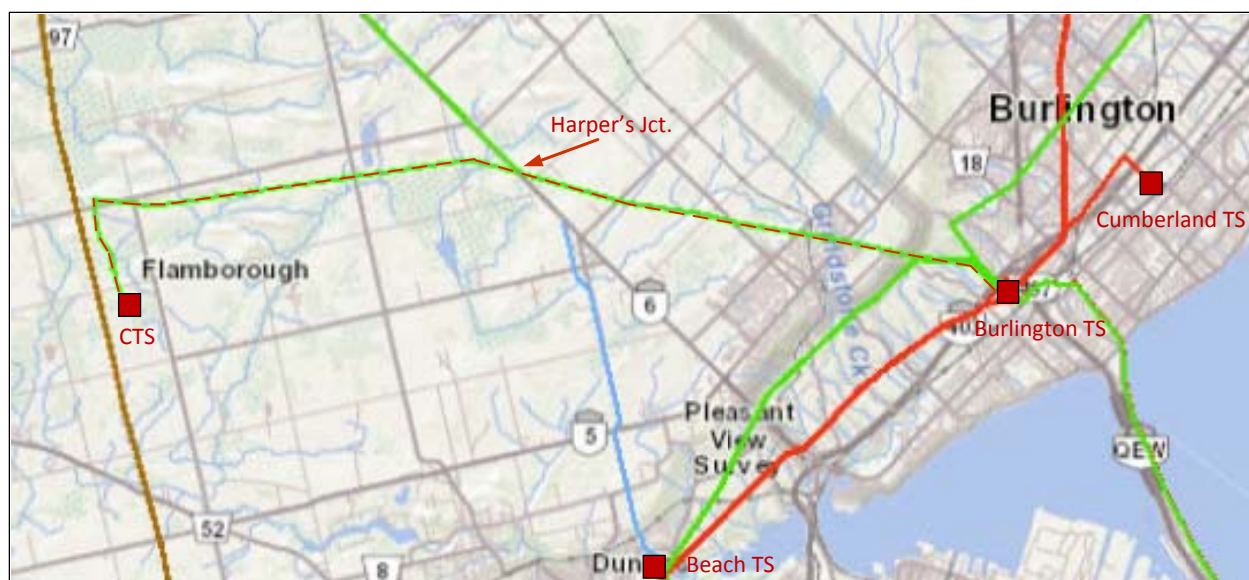 97
Harper's Jct.
Burlington
18
Cumberland TS
Flamborough
CTS
6
Burlington TS
Pleasant
View
Survey
5
QEW
52
8
Beach TS